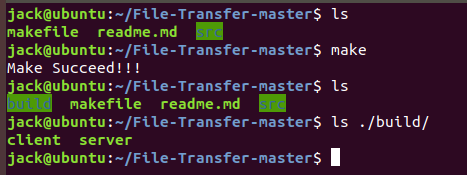 jack@ubuntu:~/File-Transfer-master$ ls
makefile readme.md src
jack@ubuntu:~/File-Transfer-master$ make
Make Succeed!!!
jack@ubuntu:~/File-Transfer-master$ ls
build makefile readme.md src
jack@ubuntu:~/File-Transfer-master$ ls ./build/
client server
jack@ubuntu:~/File-Transfer-master$